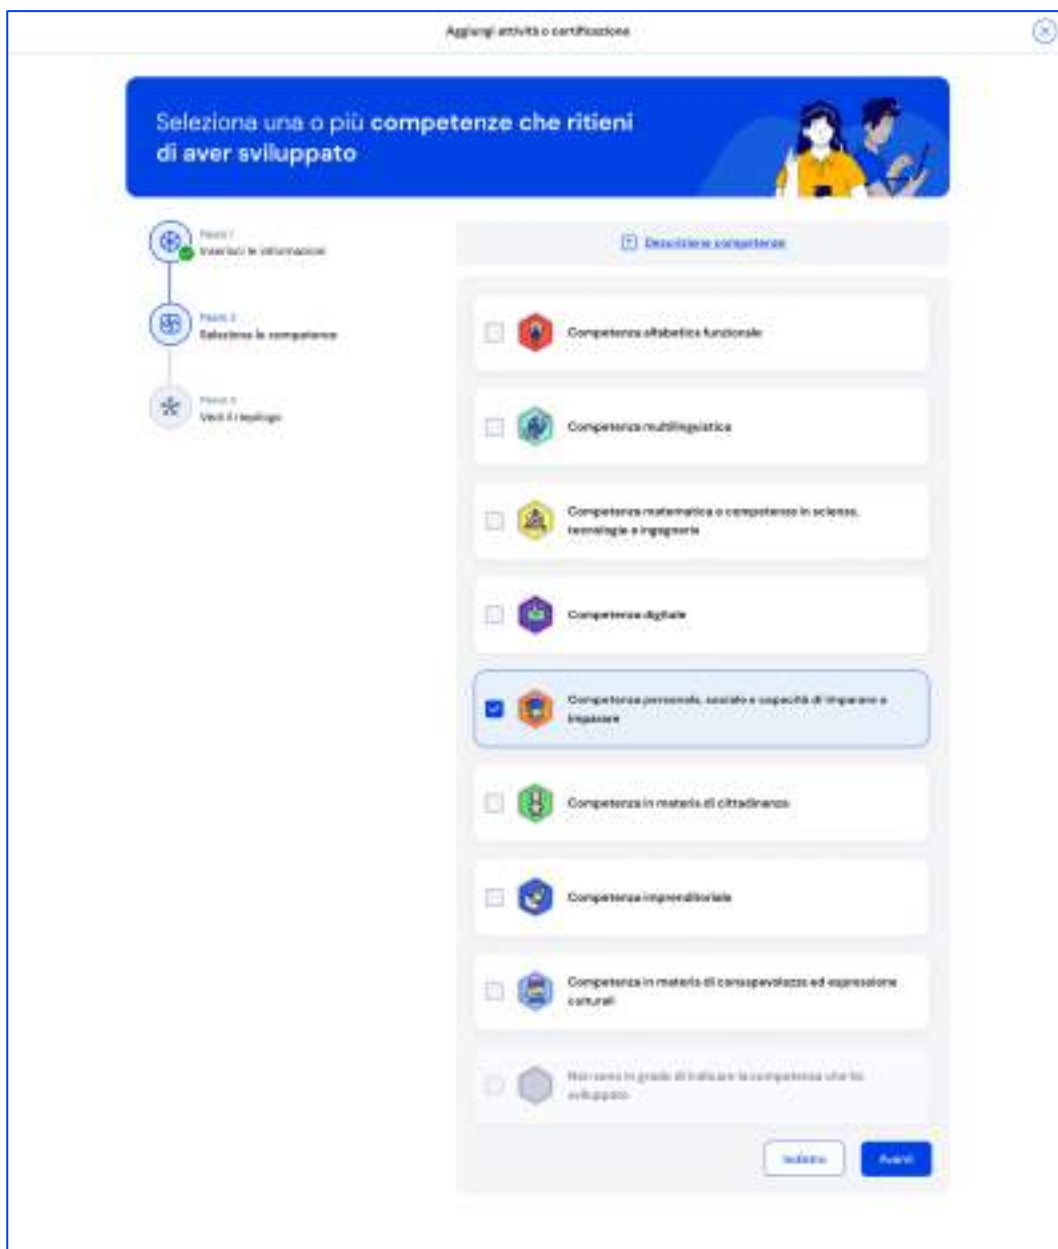 Aggiungi attività o certificazione
Seleziona una o più competenze che ritieni
di aver sviluppato
Passo 1
Inserisci le informazioni
Passo 2
Seleziona le competenze
Passo 3
Vedi il riepilogo
Descrizione competenze
Competenza alfabetica funzionale
Competenza multilinguistica
Competenza matematica e competenza in scienze,
tecnologie e ingegneria
Competenza digitale
Competenza personale, sociale e capacità di imparare a
imparare
Competenza in materia di cittadinanza
Competenza imprenditoriale
Competenza in materia di consapevolezza ed espressione
culturali
Non sono in grado di indicare la competenza che ho
sviluppato
Indietro
Avanti